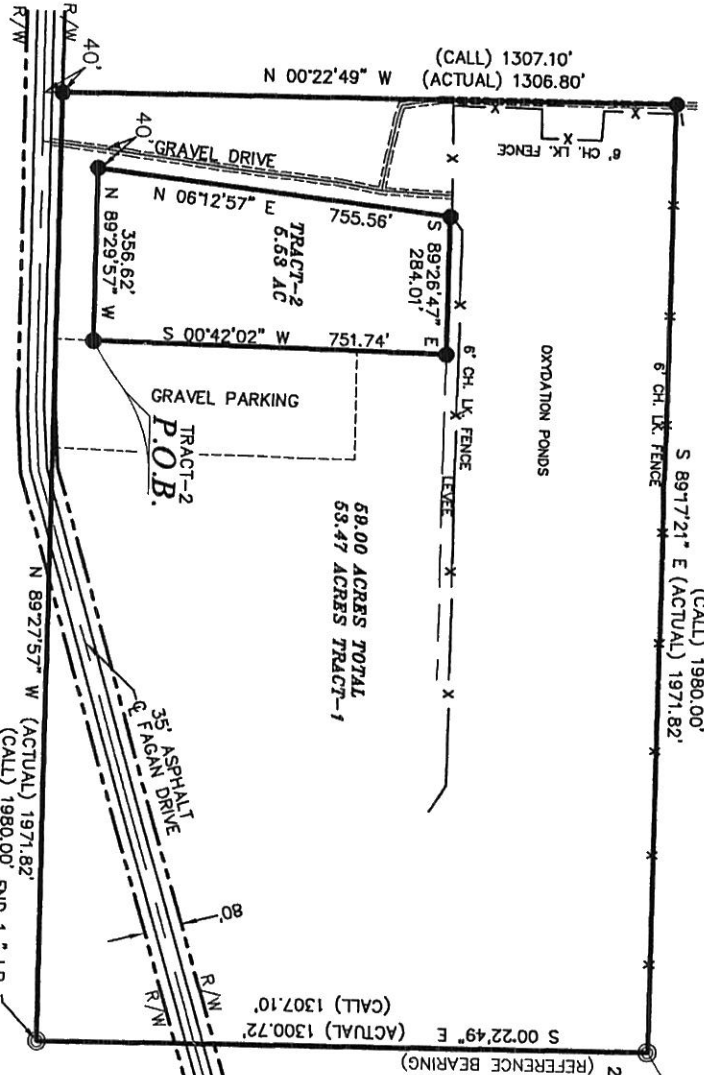 R/W
R/W
40'
(CALL) 1307.10'
N 00°22'49" W (ACTUAL) 1306.80'
6' CH. LK. FENCE
40'
GRAVEL DRIVE
N 06°12'57" E 755.56'
TRACT-2
5.53 AC
S 89°26'47" E
284.01'
N 89°29'57" W
356.62'
S 00°42'02" W 751.74'
GRAVEL PARKING
TRACT-2
P.O.B.
OXYDATION PONDS
6' CH. LK. FENCE
LEVEE
6' CH. LK. FENCE
(CALL) 1980.00'
S 89°17'21" E (ACTUAL) 1971.82'
59.00 ACRES TOTAL
53.47 ACRES TRACT-1
35' ASPHALT
℄ FAGAN DRIVE
80'
R/W
R/W
N 89°27'57" W (ACTUAL) 1971.82'
(CALL) 1980.00'
S 00°22'49" E (ACTUAL) 1300.72'
(CALL) 1307.10'
(REFERENCE BEARING)
2